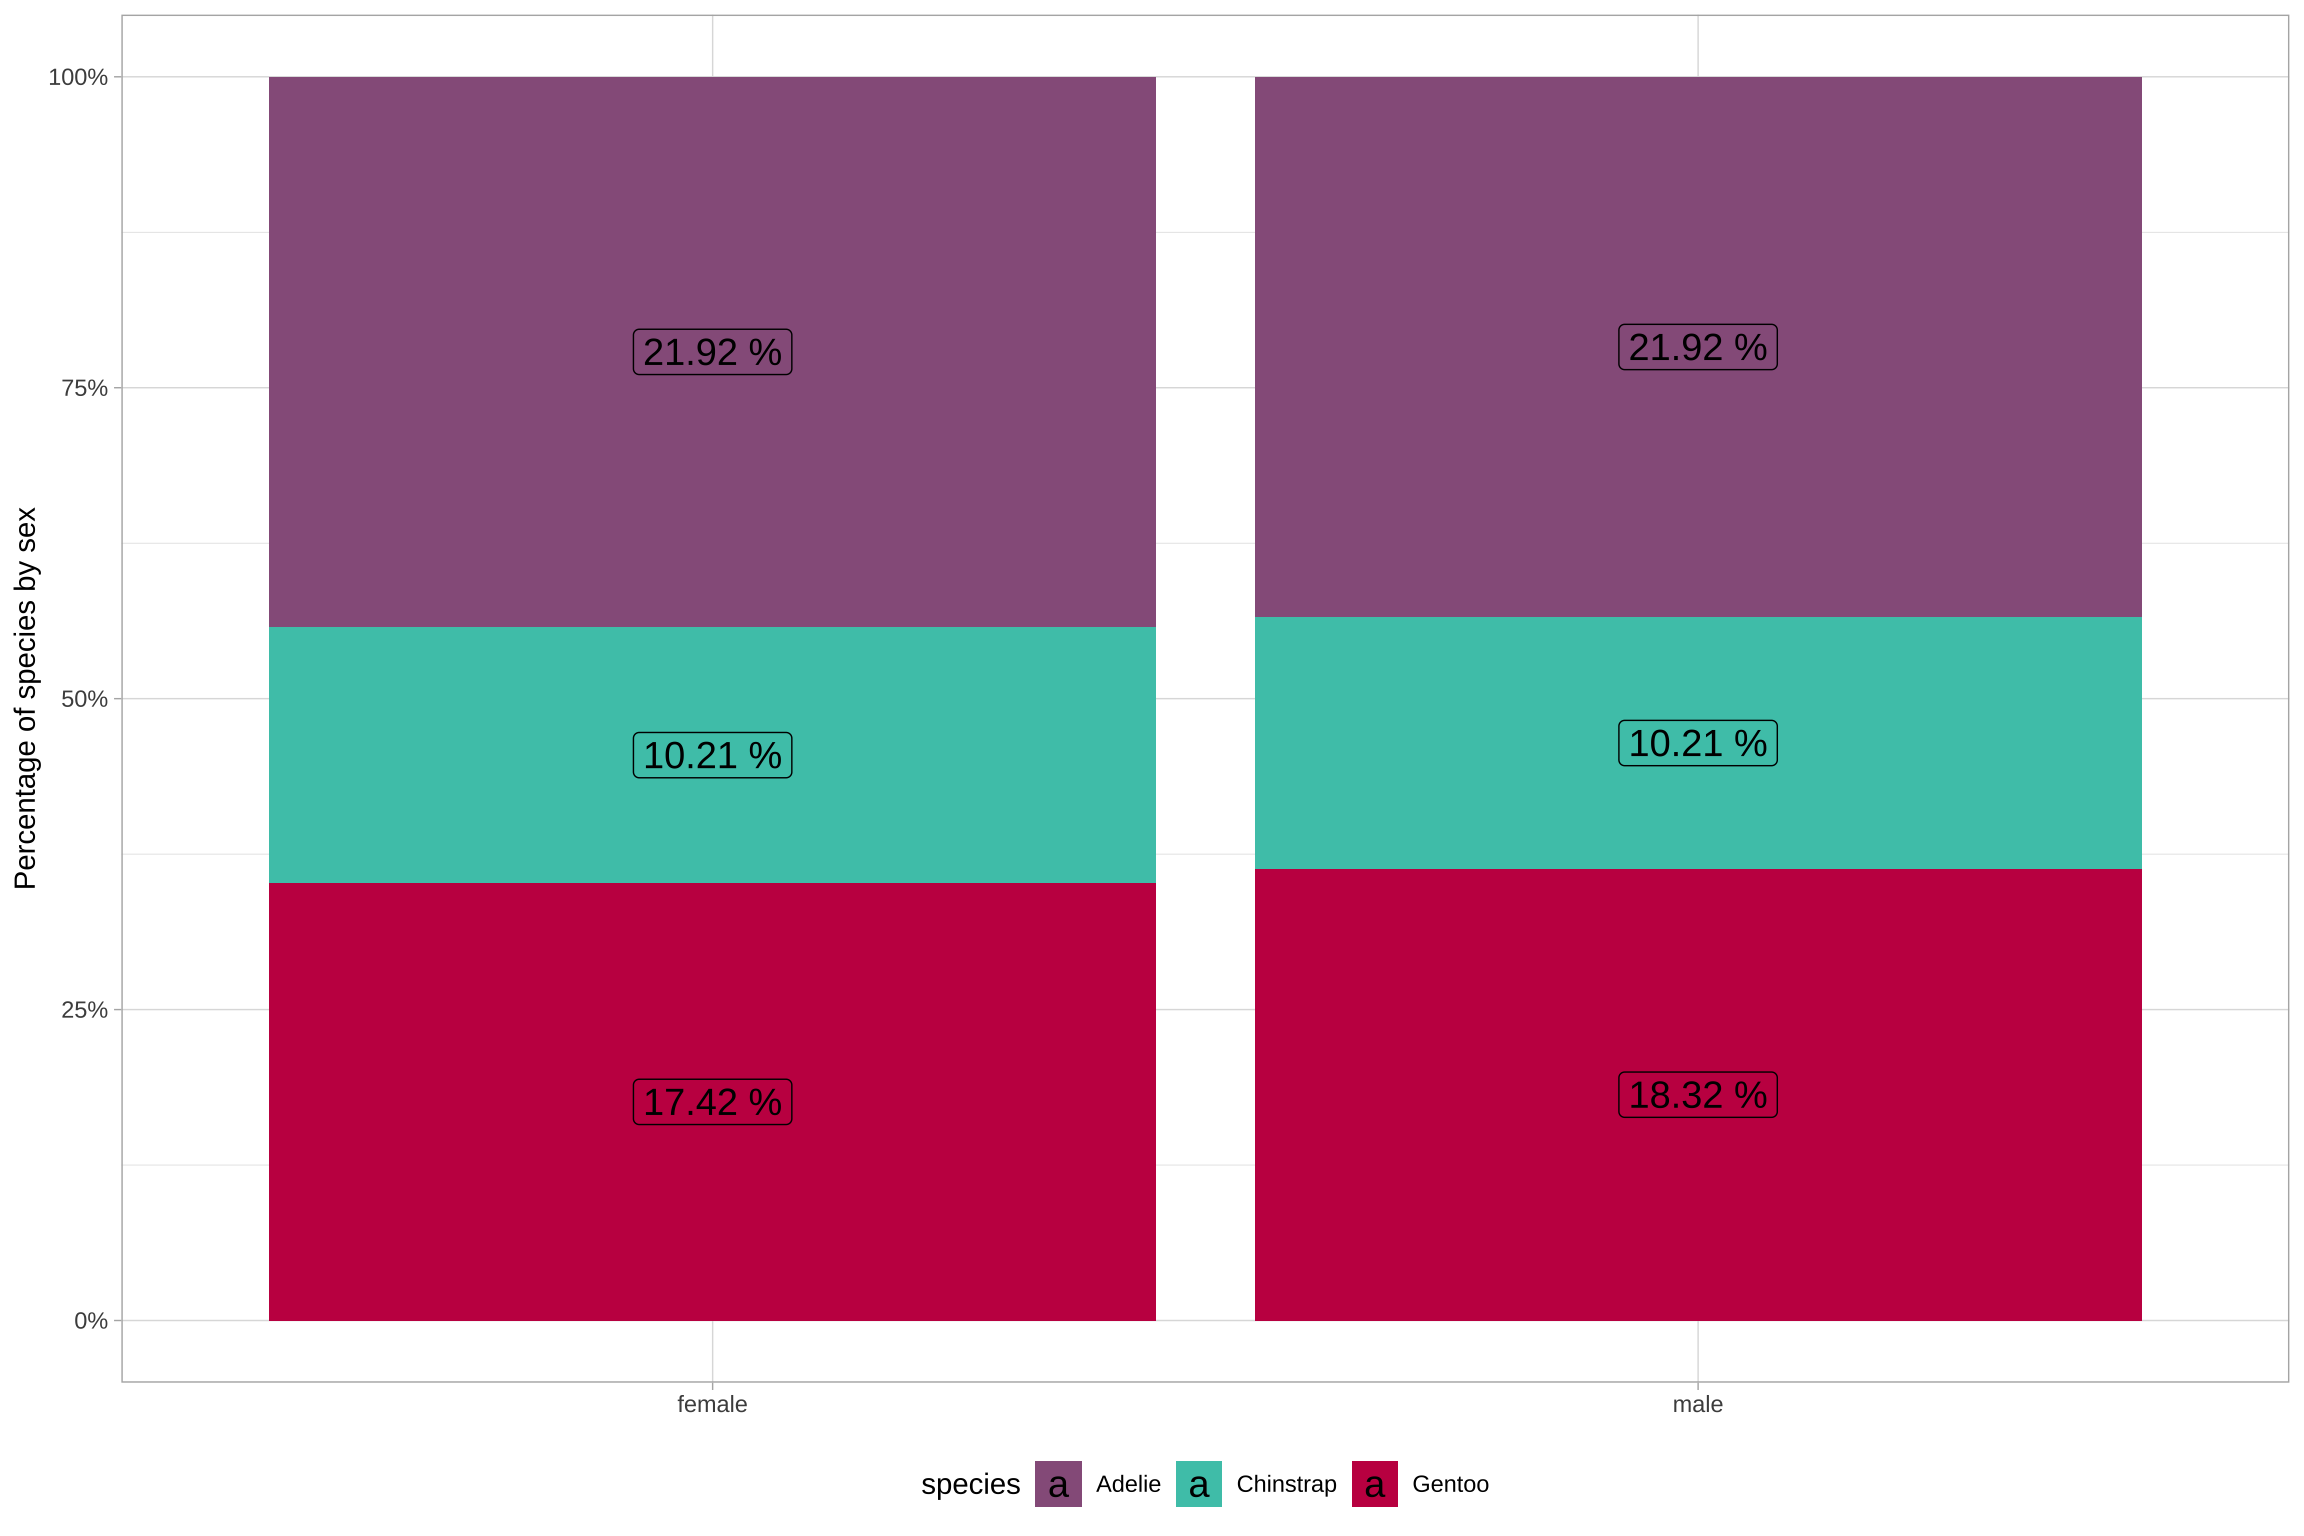 Percentage of species by sex
100%
75%
50%
25%
0%
21.92 %
21.92 %
10.21 %
10.21 %
17.42 %
18.32 %
female
male
species a Adelie a Chinstrap a Gentoo